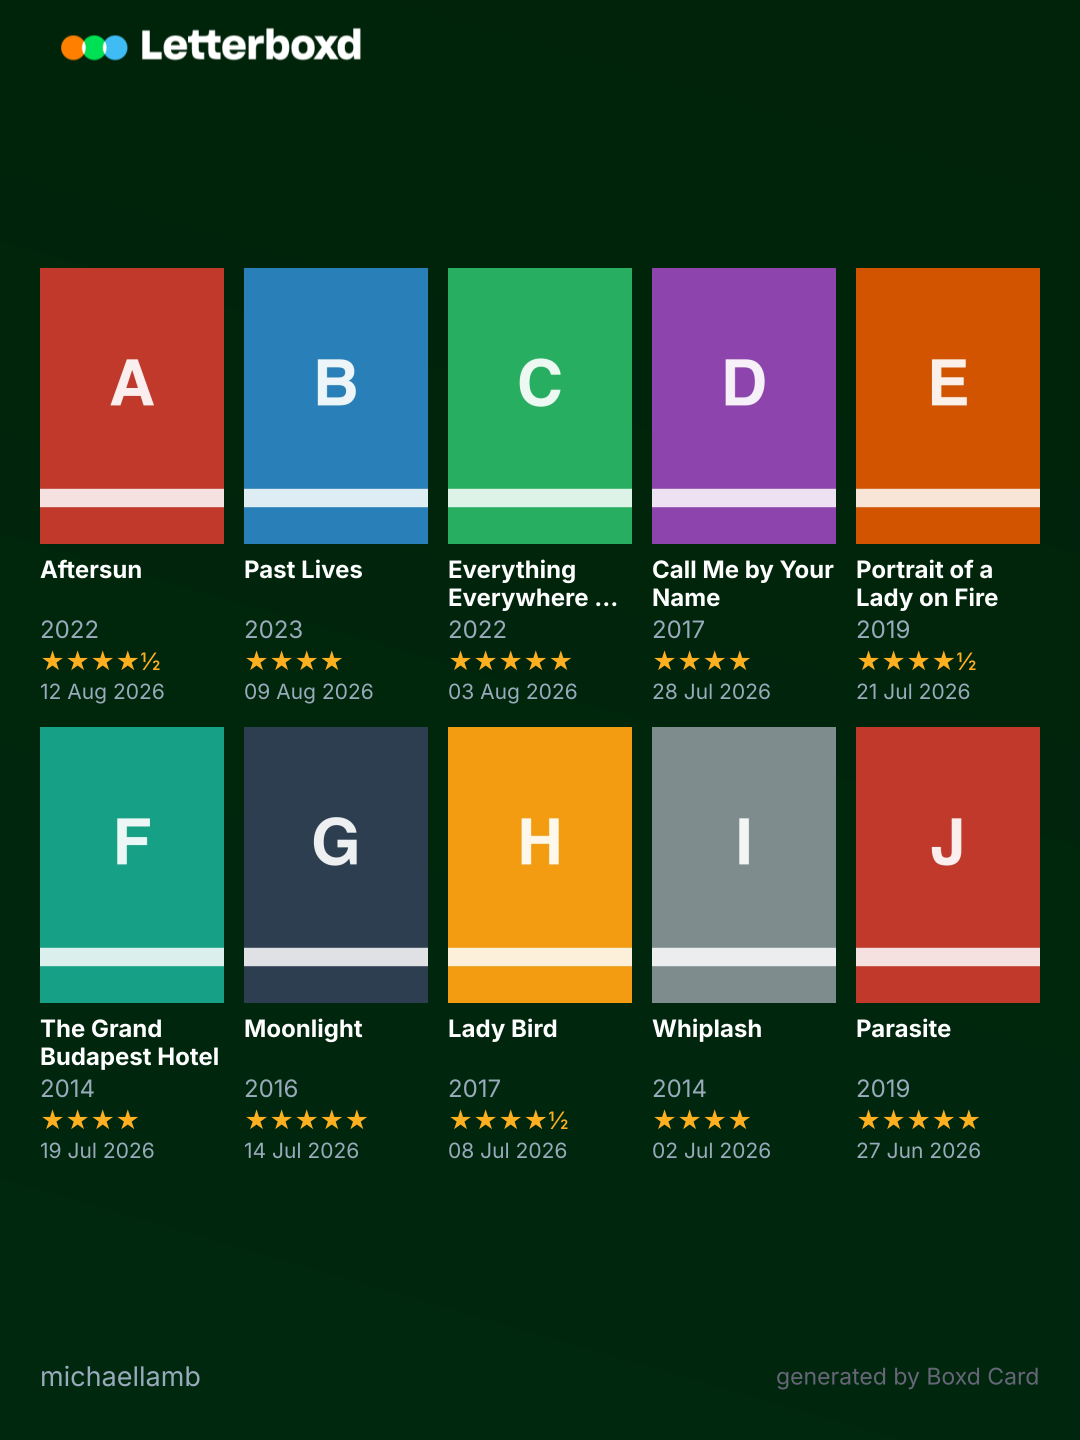 Letterboxd
A B C D E
Aftersun
2022
★★★★½
12 Aug 2026
Past Lives
2023
★★★★
09 Aug 2026
Everything
Everywhere ...
2022
★★★★★
03 Aug 2026
Call Me by Your
Name
2017
★★★★
28 Jul 2026
Portrait of a
Lady on Fire
2019
★★★★½
21 Jul 2026
F G H I J
The Grand
Budapest Hotel
2014
★★★★
19 Jul 2026
Moonlight
2016
★★★★★
14 Jul 2026
Lady Bird
2017
★★★★½
08 Jul 2026
Whiplash
2014
★★★★
02 Jul 2026
Parasite
2019
★★★★★
27 Jun 2026
michaellamb
generated by Boxd Card